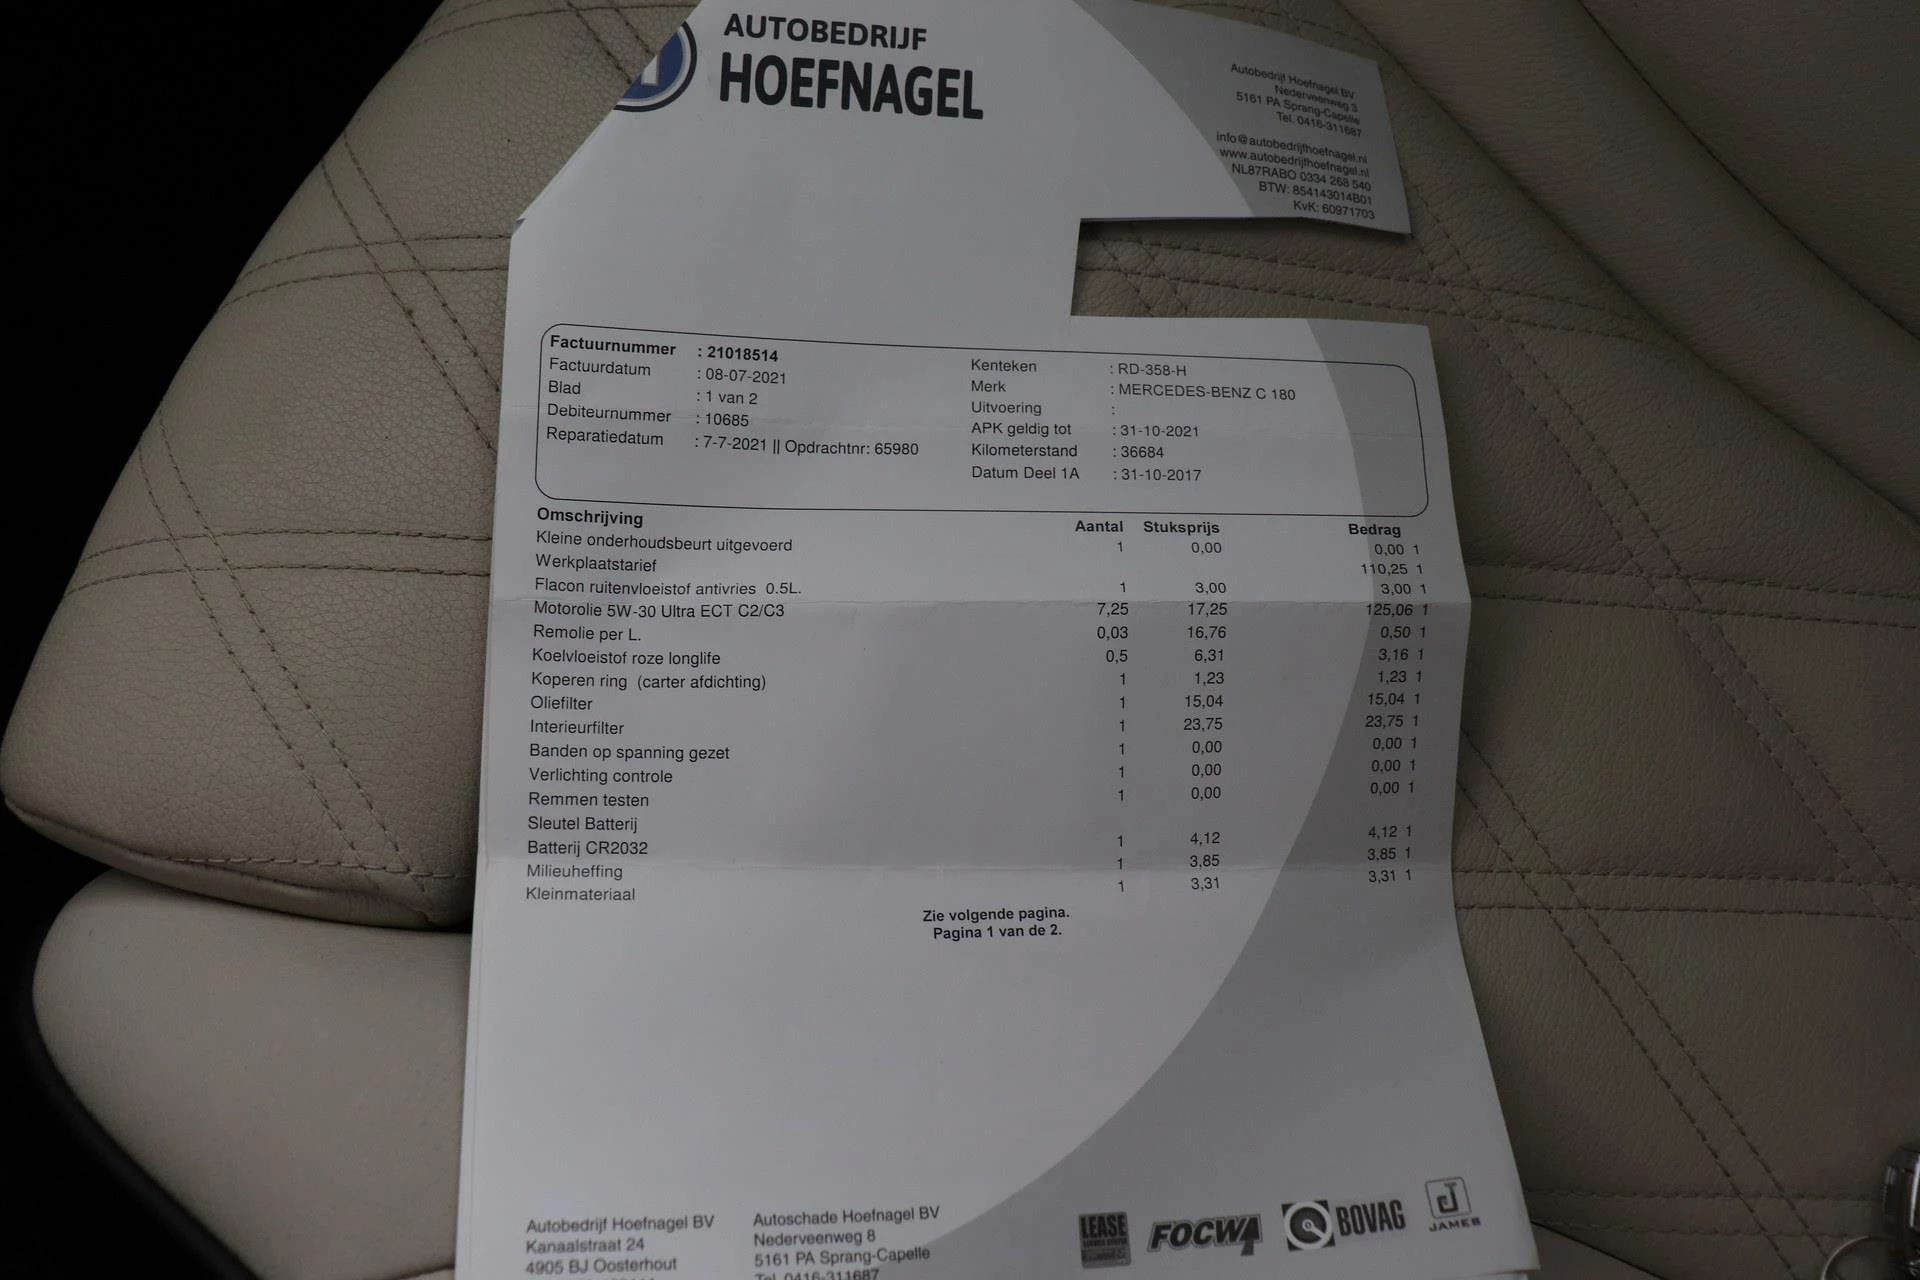 AUTOBEDRIJF
HOEFNAGEL
Autobedrijf Hoefnagel BV
Nederveenweg 3
5161 PA Sprang-Capelle
Tel. 0416-311687
info@autobedrijfhoefnagel.nl
www.autobedrijfhoefnagel.nl
NL87RABO 0334 268 540
BTW: 854143014B01
KvK: 60971703
Factuurnummer : 21018514
Factuurdatum : 08-07-2021
Blad : 1 van 2
Debiteurnummer : 10685
Reparatiedatum : 7-7-2021 || Opdrachtnr: 65980
Kenteken : RD-358-H
Merk : MERCEDES-BENZ C 180
Uitvoering :
APK geldig tot : 31-10-2021
Kilometerstand : 36684
Datum Deel 1A : 31-10-2017
Omschrijving Aantal Stuksprijs Bedrag
Kleine onderhoudsbeurt uitgevoerd 1 0,00 0,00 1
Werkplaatstarief 110,25 1
Flacon ruitenvloeistof antivries 0.5L. 1 3,00 3,00 1
Motorolie 5W-30 Ultra ECT C2/C3 7,25 17,25 125,06 1
Remolie per L. 0,03 16,76 0,50 1
Koelvloeistof roze longlife 0,5 6,31 3,16 1
Koperen ring (carter afdichting) 1 1,23 1,23 1
Oliefilter 1 15,04 15,04 1
Interieurfilter 1 23,75 23,75 1
Banden op spanning gezet 1 0,00 0,00 1
Verlichting controle 1 0,00 0,00 1
Remmen testen 1 0,00 0,00 1
Sleutel Batterij
Batterij CR2032 1 4,12 4,12 1
Milieuheffing 1 3,85 3,85 1
Kleinmateriaal 1 3,31 3,31 1
Zie volgende pagina.
Pagina 1 van de 2.
Autobedrijf Hoefnagel BV
Kanaalstraat 24
4905 BJ Oosterhout
Autoschade Hoefnagel BV
Nederveenweg 8
5161 PA Sprang-Capelle
Tel. 0416-311687
LEASE
FOCWA
BOVAG
JAMES